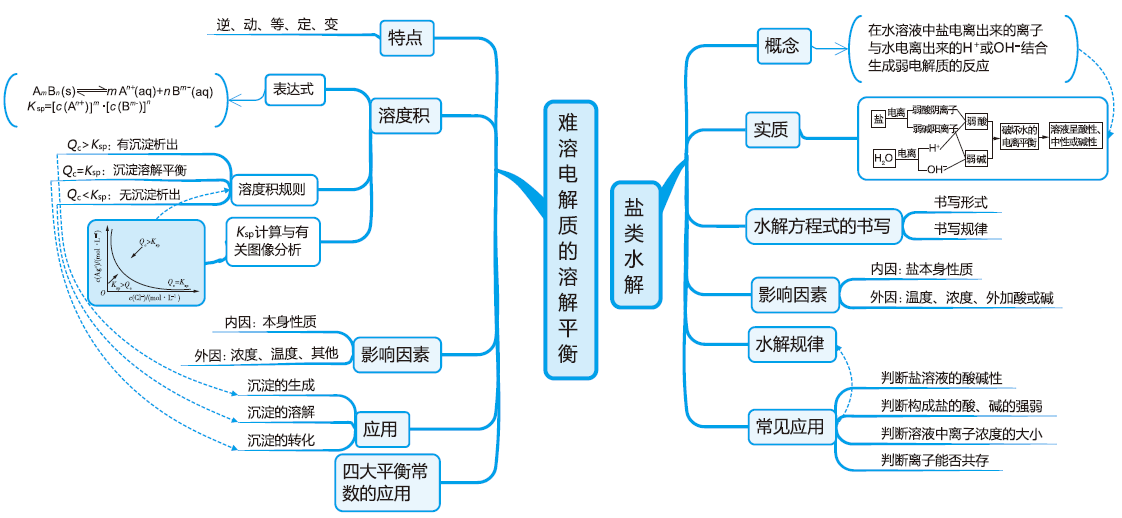 难溶电解质的溶解平衡
特点
逆、动、等、定、变
溶度积
表达式
AmBn(s)⇌mAⁿ⁺(aq)+nBᵐ⁻(aq)
Ksp=[c(Aⁿ⁺)]ᵐ·[c(Bᵐ⁻)]ⁿ
溶度积规则
Qc>Ksp：有沉淀析出
Qc=Ksp：沉淀溶解平衡
Qc<Ksp：无沉淀析出
Ksp计算与有
关图像分析
c(Ag⁺)/(mol·L⁻¹)
Qc>Ksp
Ksp>Qc
Qc=Ksp
O
c(Cl⁻)/(mol·L⁻¹)
影响因素
内因：本身性质
外因：浓度、温度、其他
应用
沉淀的生成
沉淀的溶解
沉淀的转化
四大平衡常
数的应用
盐类水解
概念
在水溶液中盐电离出来的离子
与水电离出来的H⁺或OH⁻结合
生成弱电解质的反应
实质
盐
电离
弱酸阴离子
弱碱阳离子
弱酸
H₂O
电离
H⁺
OH⁻
弱碱
破坏水的
电离平衡
溶液呈酸性、
中性或碱性
水解方程式的书写
书写形式
书写规律
影响因素
内因：盐本身性质
外因：温度、浓度、外加酸或碱
水解规律
常见应用
判断盐溶液的酸碱性
判断构成盐的酸、碱的强弱
判断溶液中离子浓度的大小
判断离子能否共存